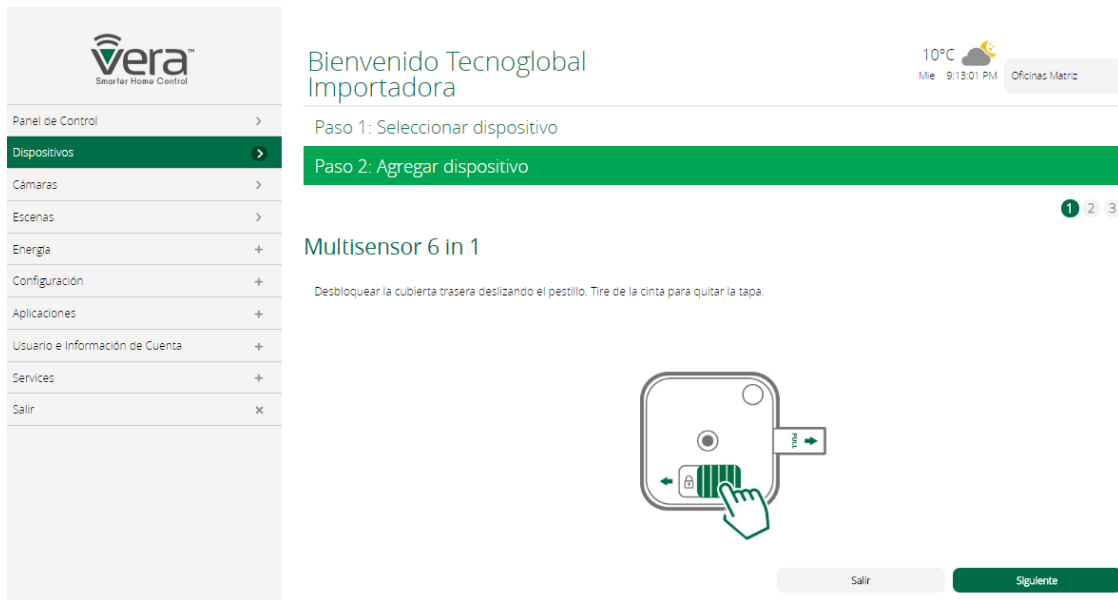 vera™
Smarter Home Control
Bienvenido Tecnoglobal
Importadora
10°C
Mie 9:13:01 PM
Oficinas Matriz
Panel de Control
Dispositivos
Cámaras
Escenas
Energía
Configuración
Aplicaciones
Usuario e Información de Cuenta
Services
Salir
Paso 1: Seleccionar dispositivo
Paso 2: Agregar dispositivo
1 2 3
Multisensor 6 in 1
Desbloquear la cubierta trasera deslizando el pestillo. Tire de la cinta para quitar la tapa.
PULL
Salir
Siguiente